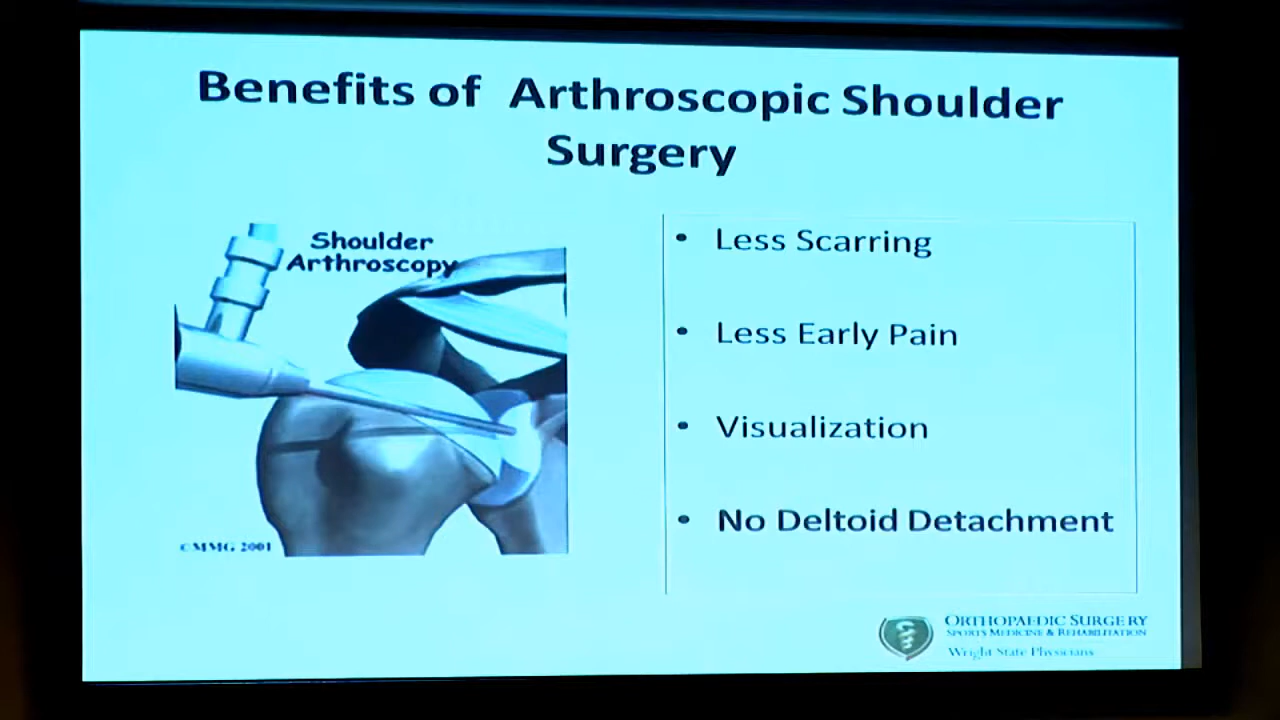 Benefits of Arthroscopic Shoulder
Surgery
Shoulder
Arthroscopy
©MMG 2001
• Less Scarring
• Less Early Pain
• Visualization
• No Deltoid Detachment
ORTHOPAEDIC SURGERY
SPORTS MEDICINE & REHABILITATION
Wright State Physicians